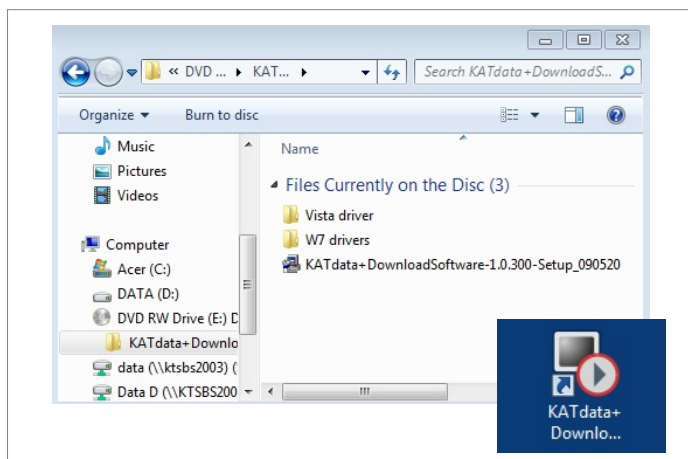 « DVD ... ▸ KAT... ▸
Search KATdata+DownloadS...
Organize ▾ Burn to disc
Music
Pictures
Videos
Computer
Acer (C:)
DATA (D:)
DVD RW Drive (E:) D
KATdata+Downlo
data (\\ktsbs2003) (
Data D (\\KTSBS200
Name
Files Currently on the Disc (3)
Vista driver
W7 drivers
KATdata+DownloadSoftware-1.0.300-Setup_090520
KATdata+
Downlo...